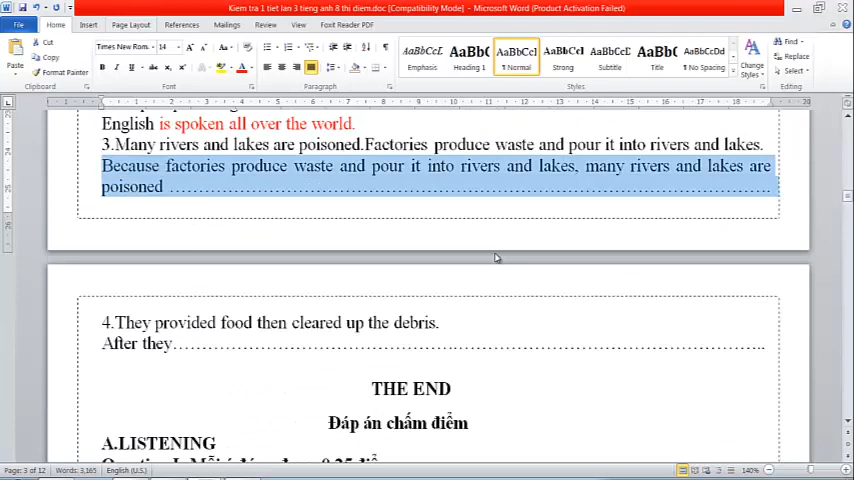 Kiem tra 1 tiet lan 3 tieng anh 8 thi diem.doc [Compatibility Mode] - Microsoft Word (Product Activation Failed)
File Home Insert Page Layout References Mailings Review View Foxit Reader PDF
Paste Cut Copy Format Painter Clipboard
Times New Rom 14 Font
Paragraph
AaBbCcL Emphasis AaBbC Heading 1 AaBbCcI ¶ Normal AaBbCcI Strong AaBbCcL Subtitle AaBbC Title AaBbCcDd ¶ No Spacing Change Styles Styles
Find Replace Select Editing
English is spoken all over the world.
3.Many rivers and lakes are poisoned.Factories produce waste and pour it into rivers and lakes.
Because factories produce waste and pour it into rivers and lakes, many rivers and lakes are
poisoned ……………………………………………………………………………
4.They provided food then cleared up the debris.
After they……………………………………………………………………………..
THE END
Đáp án chấm điểm
A.LISTENING
Page: 3 of 12 Words: 3,165 English (U.S.) 140%